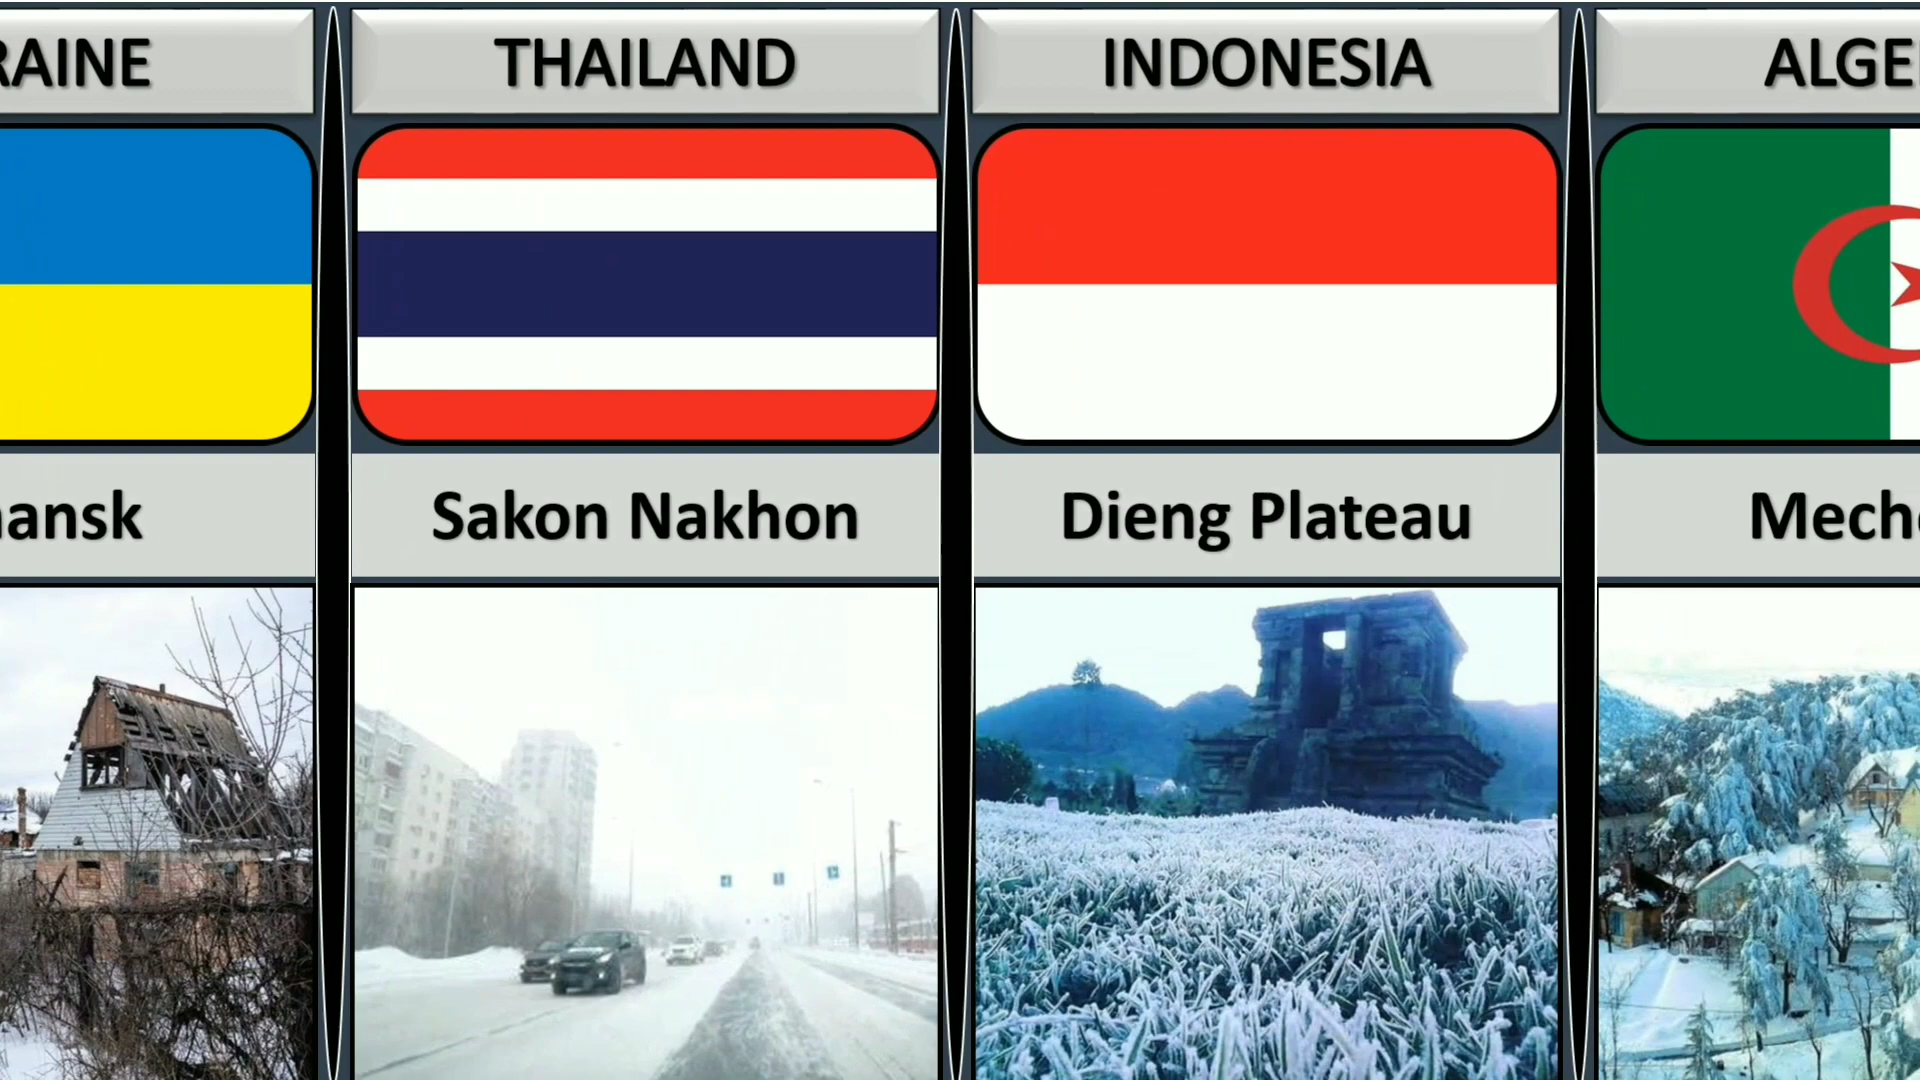 RAINE
THAILAND
INDONESIA
ALGE
ansk
Sakon Nakhon
Dieng Plateau
Mech